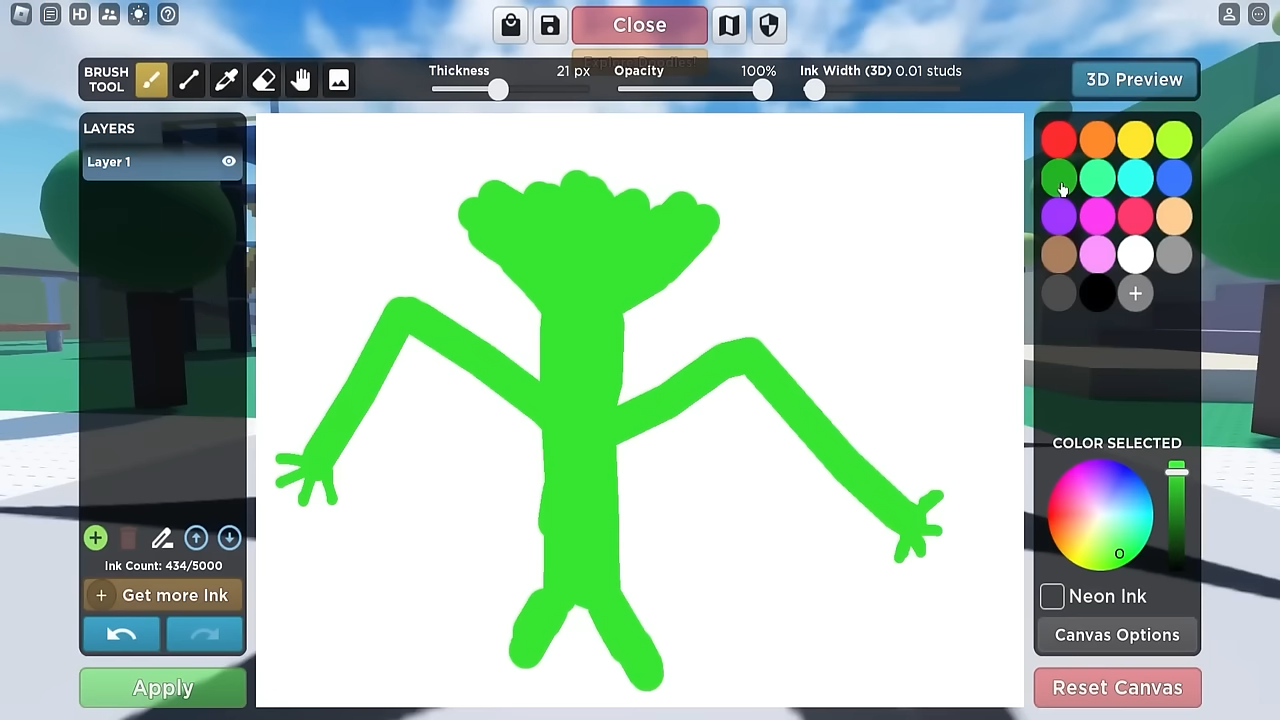 HD
Close
BRUSH
TOOL
Thickness
21 px
Opacity
100%
Ink Width (3D) 0.01 studs
3D Preview
LAYERS
Layer 1
COLOR SELECTED
Ink Count: 434/5000
+ Get more Ink
Neon Ink
Canvas Options
Apply
Reset Canvas